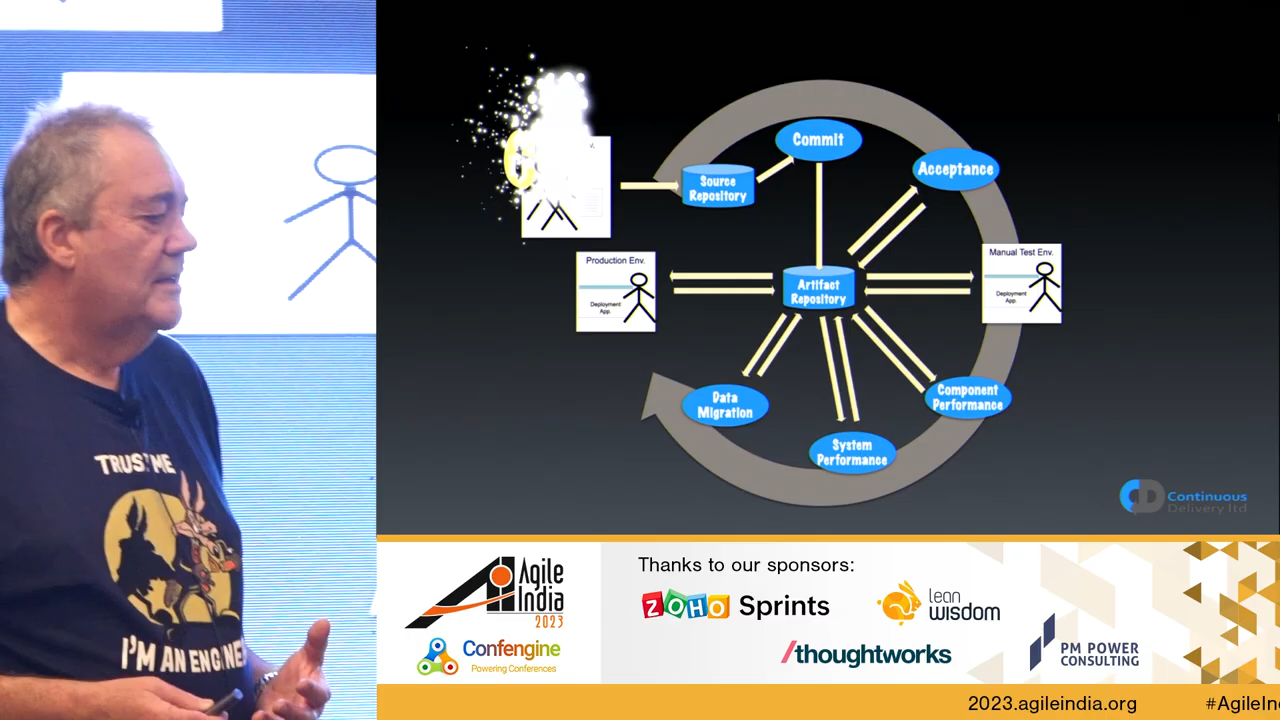 Commit
Acceptance
Source
Repository
Production Env.
Deployment
App.
Artifact
Repository
Manual Test Env.
Deployment
App.
Data
Migration
Component
Performance
System
Performance
CD Continuous
Delivery ltd
TRUST ME
I'M AN ENGINE
Agile
India
2023
Confengine
Powering Conferences
Thanks to our sponsors:
ZOHO Sprints
lean
wisdom
/thoughtworks
PM POWER
CONSULTING
2023.agileindia.org
#AgileIn